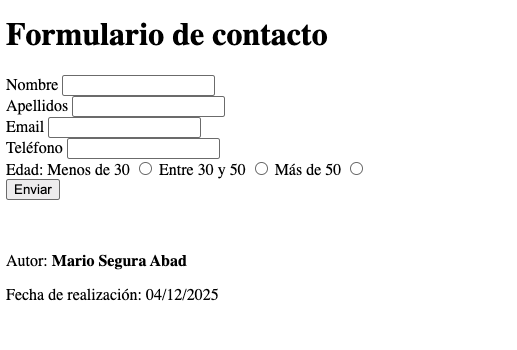 Formulario de contacto
Nombre
Apellidos
Email
Teléfono
Edad: Menos de 30 Entre 30 y 50 Más de 50
Enviar
Autor: Mario Segura Abad
Fecha de realización: 04/12/2025